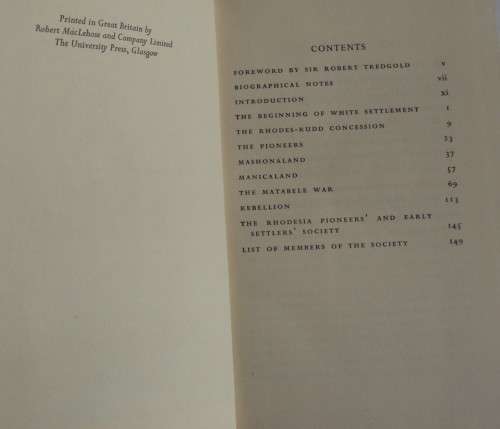 Printed in Great Britain by
Robert MacLehose and Company Limited
The University Press, Glasgow
CONTENTS
FOREWORD BY SIR ROBERT TREDGOLD v
BIOGRAPHICAL NOTES vii
INTRODUCTION xi
THE BEGINNING OF WHITE SETTLEMENT 1
THE RHODES-RUDD CONCESSION 9
THE PIONEERS 23
MASHONALAND 37
MANICALAND 57
THE MATABELE WAR 69
REBELLION 113
THE RHODESIA PIONEERS' AND EARLY
SETTLERS' SOCIETY 145
LIST OF MEMBERS OF THE SOCIETY 149